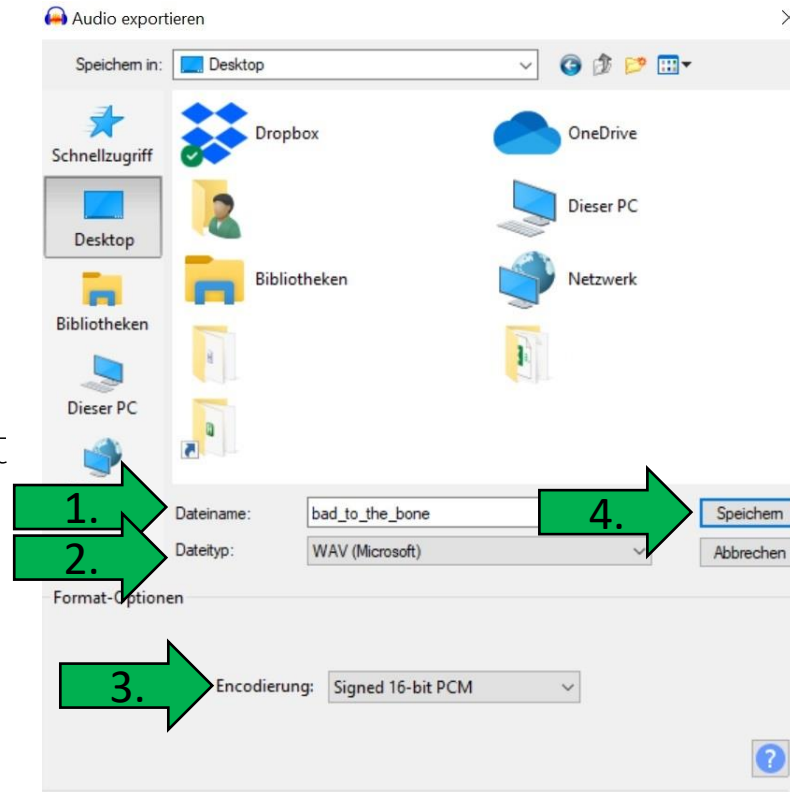 Audio exportieren
Speichern in: Desktop
Schnellzugriff
Desktop
Bibliotheken
Dieser PC
Dropbox
OneDrive
Dieser PC
Bibliotheken
Netzwerk
1. Dateiname: bad_to_the_bone 4. Speichern
2. Dateityp: WAV (Microsoft) Abbrechen
Format-Optionen
3. Encodierung: Signed 16-bit PCM
?